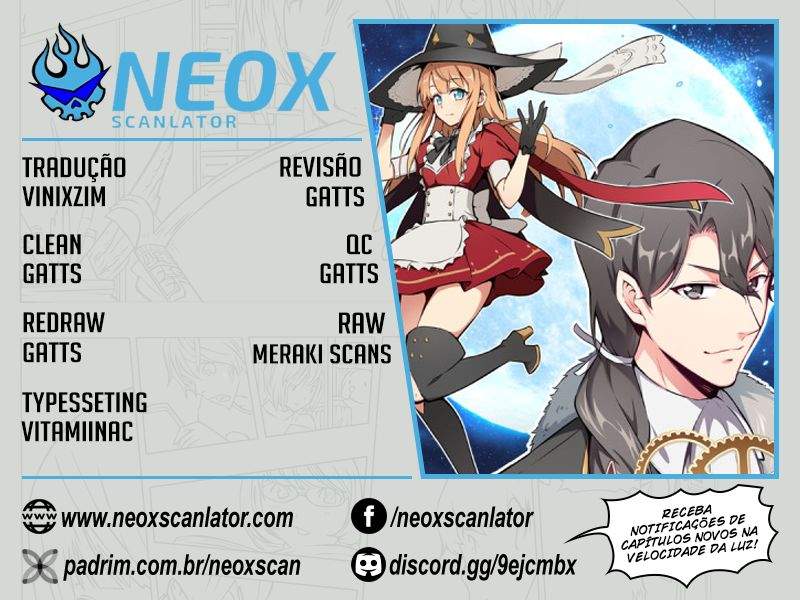 NEOX
SCANLATOR
TRADUÇÃO
VINIXZIM
REVISÃO
GATTS
CLEAN
GATTS
QC
GATTS
REDRAW
GATTS
RAW
MERAKI SCANS
TYPESSETING
VITAMIINAC
www.neoxscanlator.com
/neoxscanlator
padrim.com.br/neoxscan
discord.gg/9ejcmbx
RECEBA
NOTIFICAÇÕES DE
CAPÍTULOS NOVOS NA
VELOCIDADE DA LUZ!